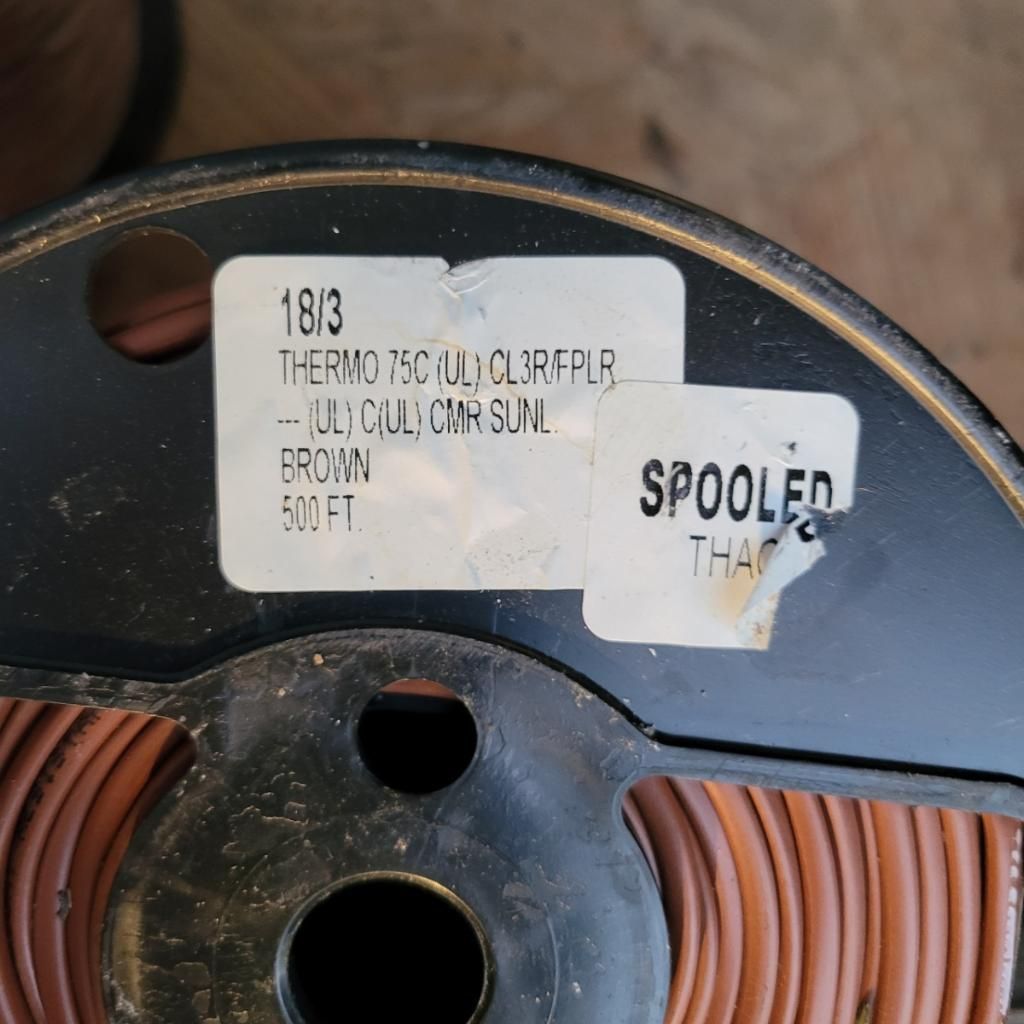 18/3
THERMO 75C (UL) CL3R/FPLR
--- (UL) C(UL) CMR SUNL.
BROWN
500 FT.
SPOOLED